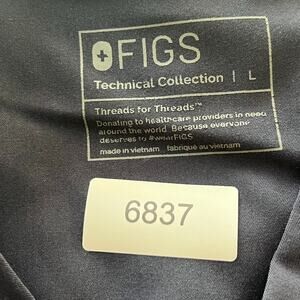 FIGS
Technical Collection | L
Threads for Threads™
Donating to healthcare providers in need
around the world. Because everyone
deserves to #wearFIGS
made in vietnam fabriqué au vietnam
6837